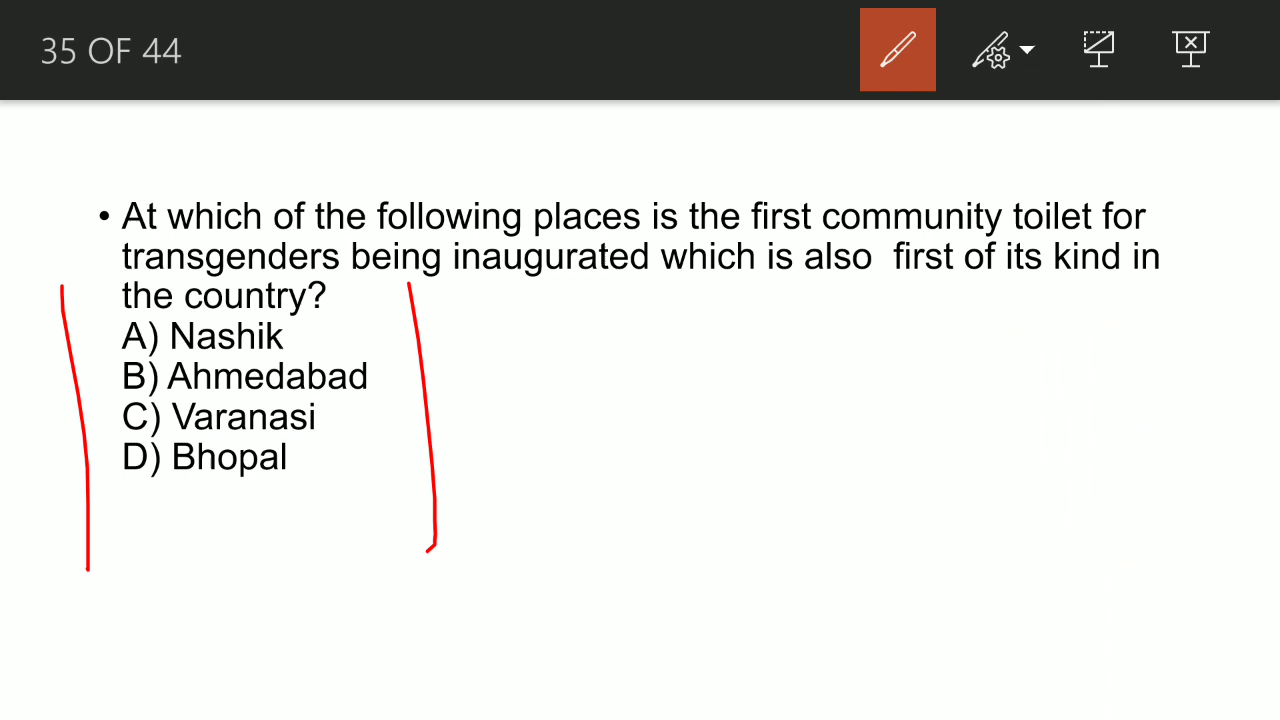 35 OF 44
• At which of the following places is the first community toilet for
transgenders being inaugurated which is also  first of its kind in
the country?
A) Nashik
B) Ahmedabad
C) Varanasi
D) Bhopal